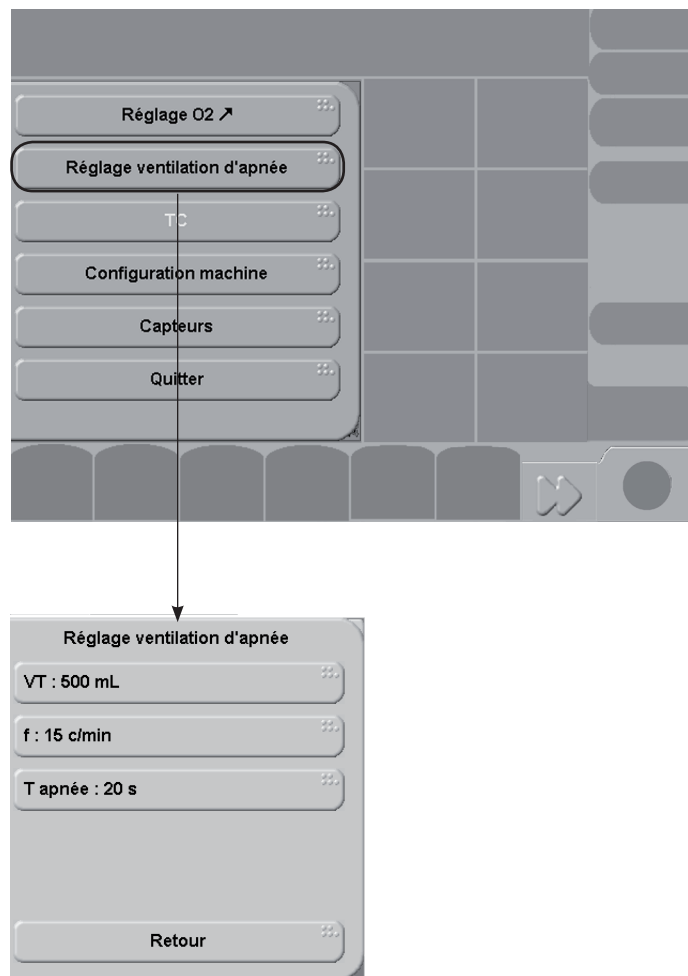 Réglage O2 ↗
Réglage ventilation d'apnée
TC
Configuration machine
Capteurs
Quitter
Réglage ventilation d'apnée
VT : 500 mL
f : 15 c/min
T apnée : 20 s
Retour